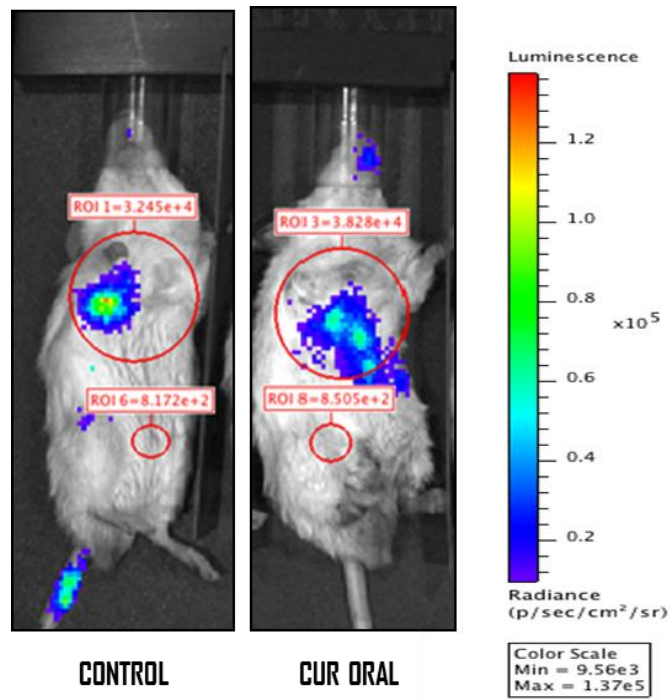 ROI 1=3.245e+4
ROI 6=8.172e+2
CONTROL
ROI 3=3.828e+4
ROI 8=8.505e+2
CUR ORAL
Luminescence
1.2
1.0
0.8
×10⁵
0.6
0.4
0.2
Radiance
(p/sec/cm²/sr)
Color Scale
Min = 9.56e3
Max = 1.37e5